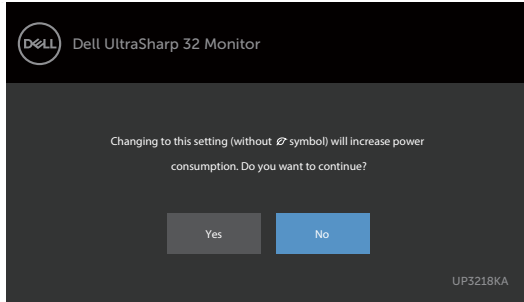 DELL Dell UltraSharp 32 Monitor
Changing to this setting (without symbol) will increase power
consumption. Do you want to continue?
Yes No
UP3218KA